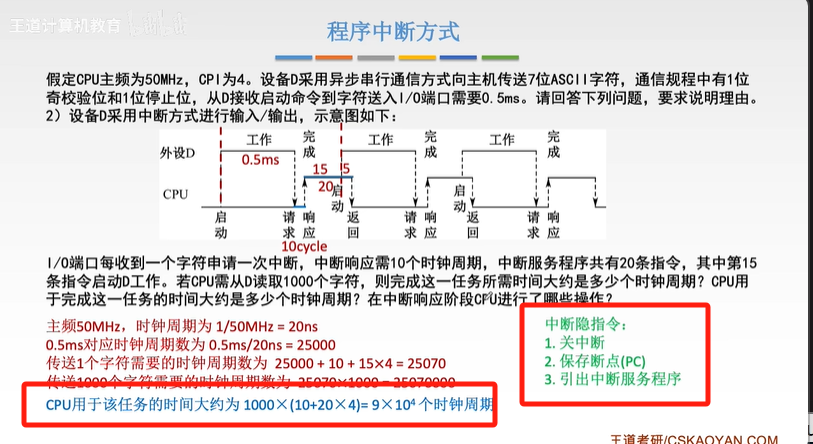 王道计算机教育
程序中断方式
假定CPU主频为50MHz，CPI为4。设备D采用异步串行通信方式向主机传送7位ASCII字符，通信规程中有1位
奇校验位和1位停止位，从D接收启动命令到字符送入I/O端口需要0.5ms。请回答下列问题，要求说明理由。
2）设备D采用中断方式进行输入/输出，示意图如下：
工作 完成 工作 完成 工作 完成
外设D
0.5ms
15 5
CPU
20
启动 请求 响应 启动 返回 请求 响应 启动 返回 请求 响应
10cycle
I/O端口每收到一个字符申请一次中断，中断响应需10个时钟周期，中断服务程序共有20条指令，其中第15
条指令启动D工作。若CPU需从D读取1000个字符，则完成这一任务所需时间大约是多少个时钟周期？CPU用
于完成这一任务的时间大约是多少个时钟周期？在中断响应阶段CPU进行了哪些操作？
主频50MHz，时钟周期为 1/50MHz = 20ns
0.5ms对应时钟周期数为 0.5ms/20ns = 25000
传送1个字符需要的时钟周期数为 25000 + 10 + 15×4 = 25070
传送1000个字符需要的时钟周期数为 25070×1000 = 25070000
CPU用于该任务的时间大约为 1000×(10+20×4)= 9×10⁴ 个时钟周期
中断隐指令：
1. 关中断
2. 保存断点(PC)
3. 引出中断服务程序
王道考研/CSKAOYAN.COM